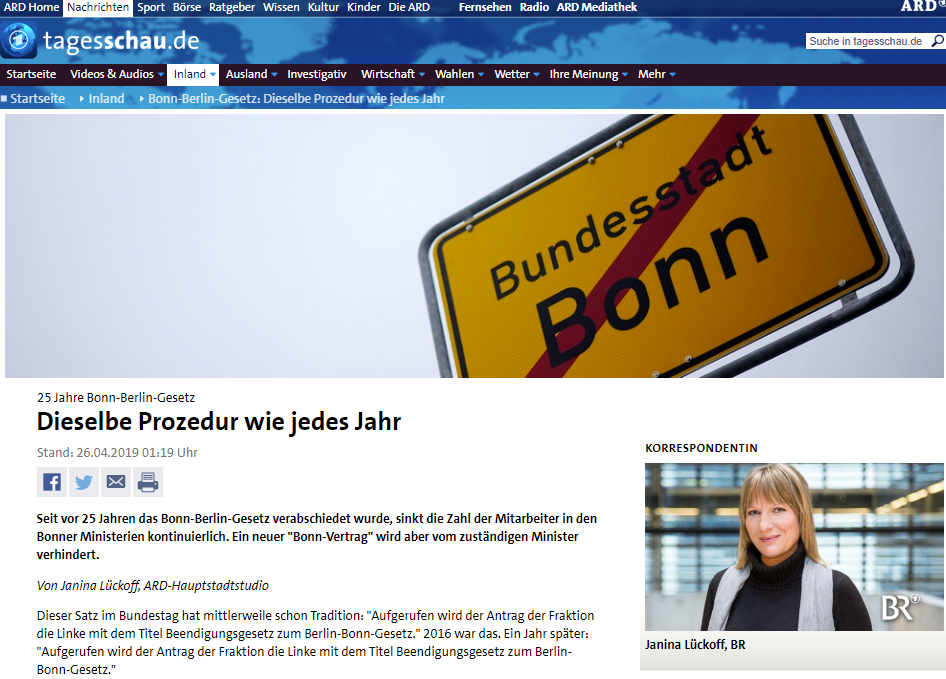 ARD Home Nachrichten Sport Börse Ratgeber Wissen Kultur Kinder Die ARD Fernsehen Radio ARD Mediathek ARD
tagesschau.de
Suche in tagesschau.de
Startseite Videos & Audios Inland Ausland Investigativ Wirtschaft Wahlen Wetter Ihre Meinung Mehr
Startseite Inland Bonn-Berlin-Gesetz: Dieselbe Prozedur wie jedes Jahr
Bundesstadt
Bonn
25 Jahre Bonn-Berlin-Gesetz
Dieselbe Prozedur wie jedes Jahr
Stand: 26.04.2019 01:19 Uhr
Seit vor 25 Jahren das Bonn-Berlin-Gesetz verabschiedet wurde, sinkt die Zahl der Mitarbeiter in den
Bonner Ministerien kontinuierlich. Ein neuer "Bonn-Vertrag" wird aber vom zuständigen Minister
verhindert.
Von Janina Lückoff, ARD-Hauptstadtstudio
Dieser Satz im Bundestag hat mittlerweile schon Tradition: "Aufgerufen wird der Antrag der Fraktion
die Linke mit dem Titel Beendigungsgesetz zum Berlin-Bonn-Gesetz." 2016 war das. Ein Jahr später:
"Aufgerufen wird der Antrag der Fraktion die Linke mit dem Titel Beendigungsgesetz zum Berlin-
Bonn-Gesetz."
KORRESPONDENTIN
BR
Janina Lückoff, BR